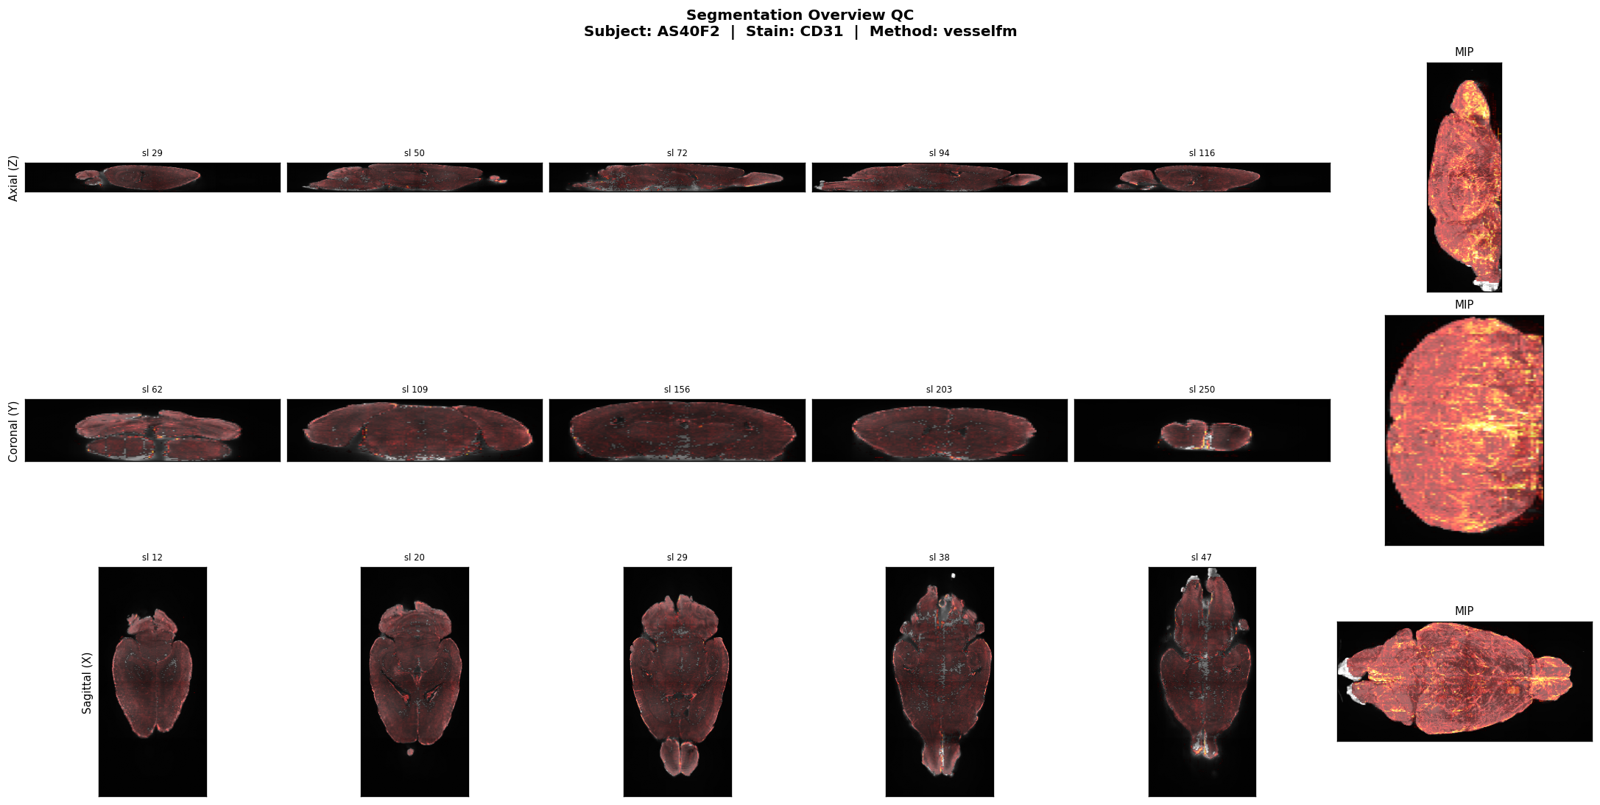 Segmentation Overview QC
Subject: AS40F2 | Stain: CD31 | Method: vesselfm
MIP
Axial (Z)
sl 29
sl 50
sl 72
sl 94
sl 116
MIP
Coronal (Y)
sl 62
sl 109
sl 156
sl 203
sl 250
Sagittal (X)
sl 12
sl 20
sl 29
sl 38
sl 47
MIP